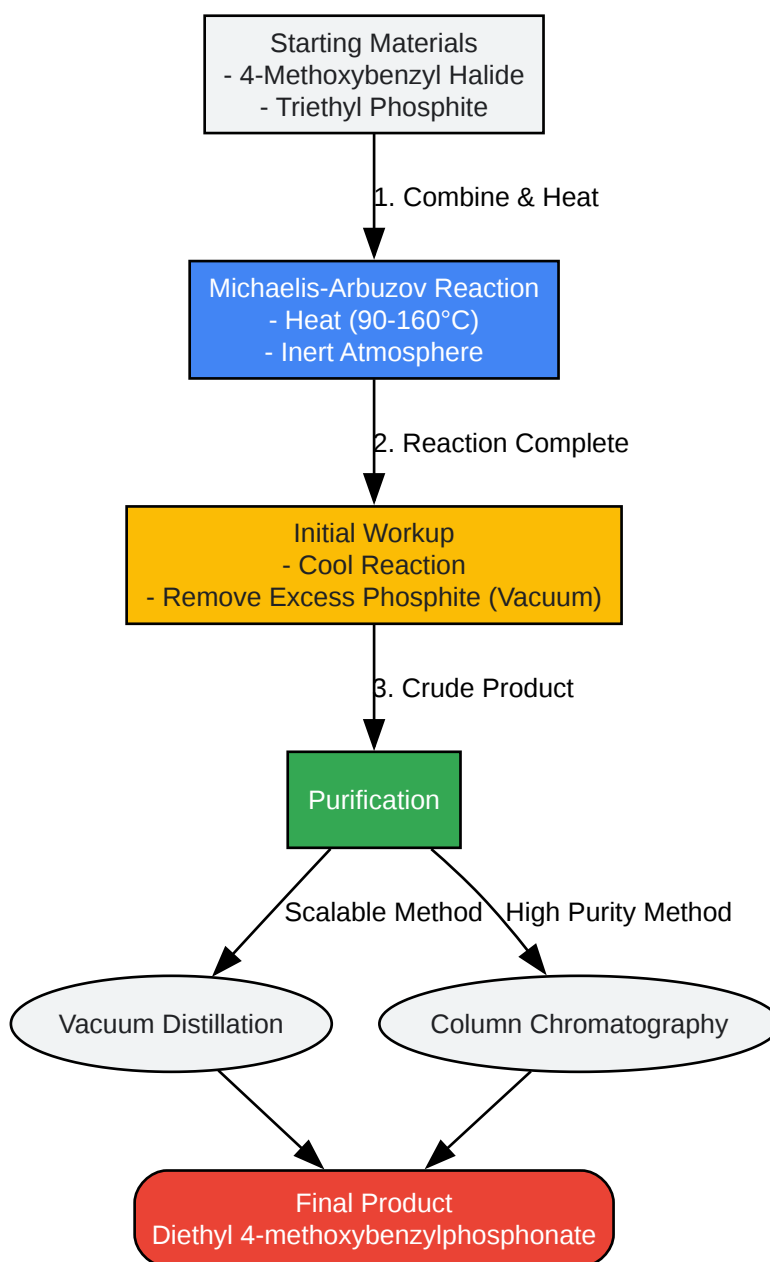 Starting Materials
- 4-Methoxybenzyl Halide
- Triethyl Phosphite
1. Combine & Heat
Michaelis-Arbuzov Reaction
- Heat (90-160°C)
- Inert Atmosphere
2. Reaction Complete
Initial Workup
- Cool Reaction
- Remove Excess Phosphite (Vacuum)
3. Crude Product
Purification
Scalable Method
High Purity Method
Vacuum Distillation
Column Chromatography
Final Product
Diethyl 4-methoxybenzylphosphonate